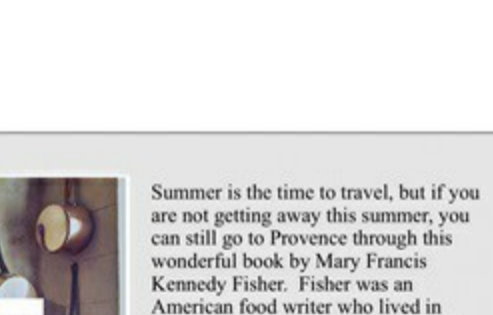 Summer is the time to travel, but if you
are not getting away this summer, you
can still go to Provence through this
wonderful book by Mary Francis
Kennedy Fisher.  Fisher was an
American food writer who lived in